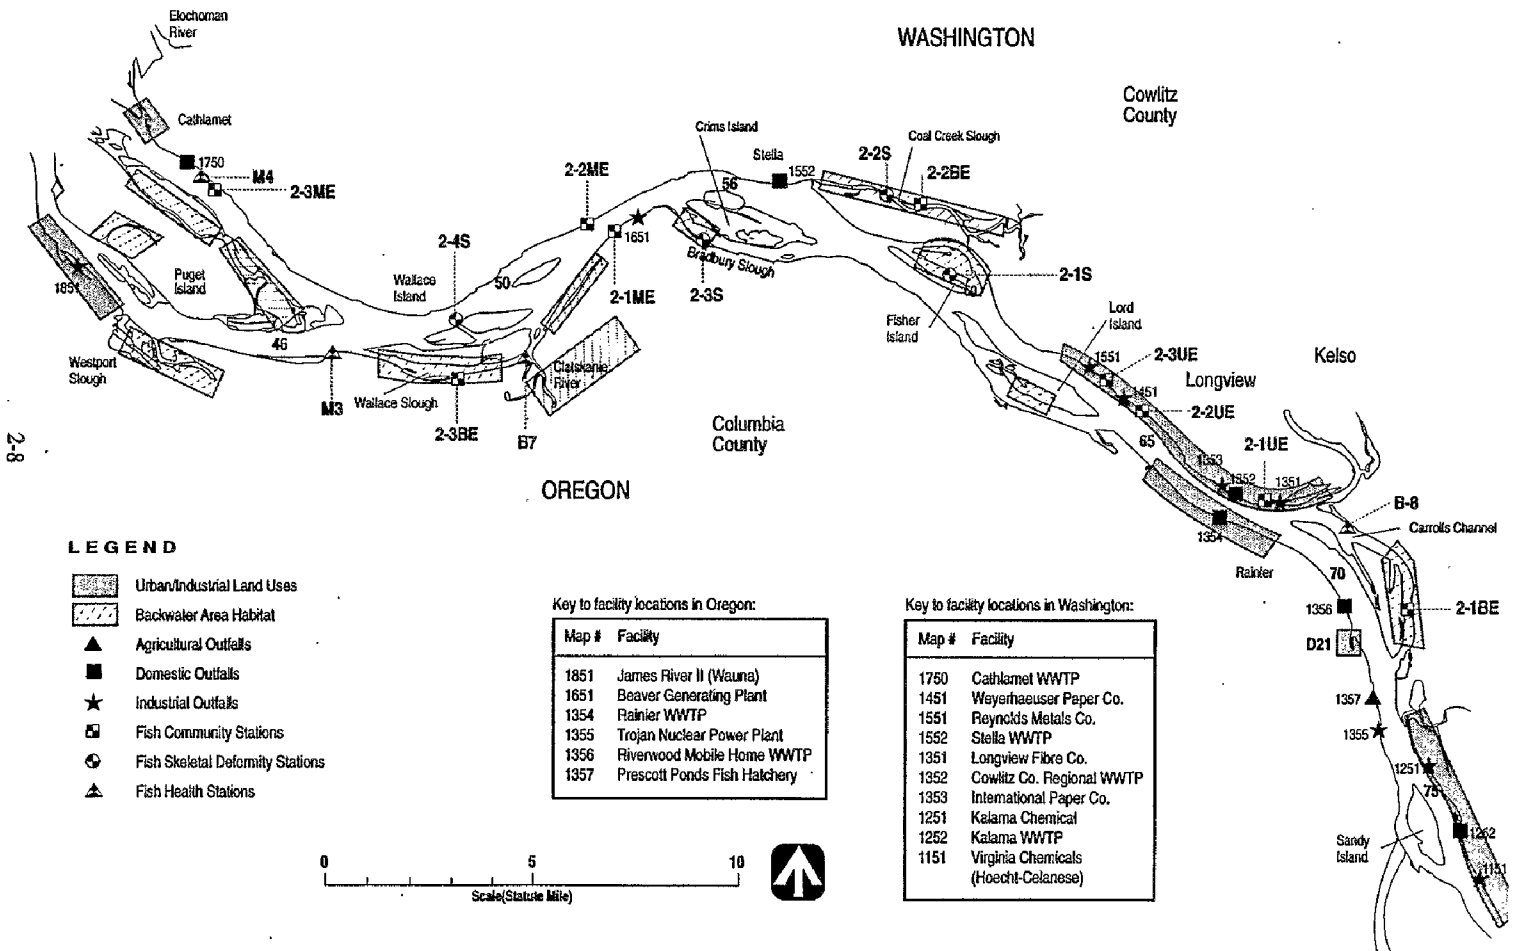 Elochoman
River
WASHINGTON
Cowlitz
County
Cathlamet
1750
M4
2-3ME
2-2ME
Crims Island
Stella
1552
56
2-2S
Coal Creek Slough
2-2BE
1851
Puget
Island
Wallace
Island
2-4S
50
1651
2-1ME
Bradbury Slough
2-3S
2-1S
60
Fisher
Island
Lord
Island
46
Westport
Slough
M3
Wallace Slough
2-3BE
Clatskanie
River
B7
Columbia
County
1551
2-3UE
Longview
Kelso
1451
2-2UE
65
2-1UE
1353
1352
1351
1354
Rainier
B-8
Carrolls Channel
70
1356
2-1BE
D21
1357
1355
1251
75
1252
Sandy
Island
1151
OREGON
2-8
LEGEND
Urban/Industrial Land Uses
Backwater Area Habitat
Agricultural Outfalls
Domestic Outfalls
Industrial Outfalls
Fish Community Stations
Fish Skeletal Deformity Stations
Fish Health Stations
Key to facility locations in Oregon:
Map # Facility
1851 James River II (Wauna)
1651 Beaver Generating Plant
1354 Rainier WWTP
1355 Trojan Nuclear Power Plant
1356 Riverwood Mobile Home WWTP
1357 Prescott Ponds Fish Hatchery
Key to facility locations in Washington:
Map # Facility
1750 Cathlamet WWTP
1451 Weyerhaeuser Paper Co.
1551 Reynolds Metals Co.
1552 Stella WWTP
1351 Longview Fibre Co.
1352 Cowlitz Co. Regional WWTP
1353 International Paper Co.
1251 Kalama Chemical
1252 Kalama WWTP
1151 Virginia Chemicals
(Hoecht-Celanese)
0 5 10
Scale(Statute Mile)